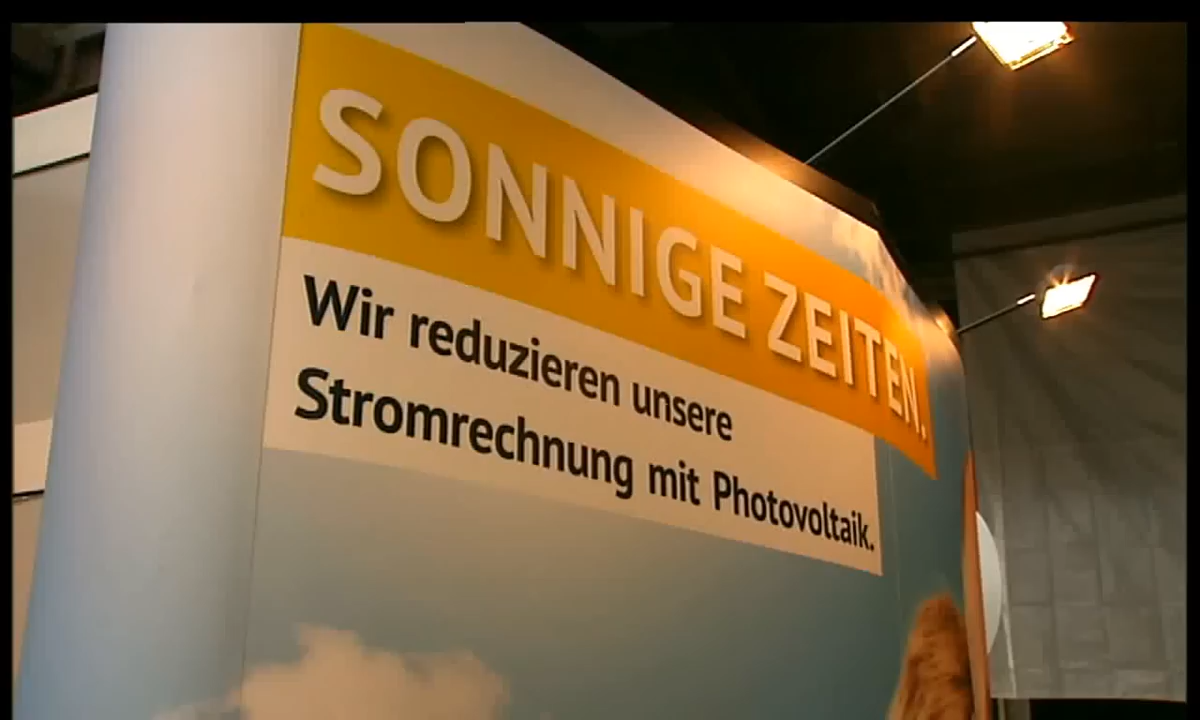 SONNIGE ZEITEN.
Wir reduzieren unsere
Stromrechnung mit Photovoltaik.